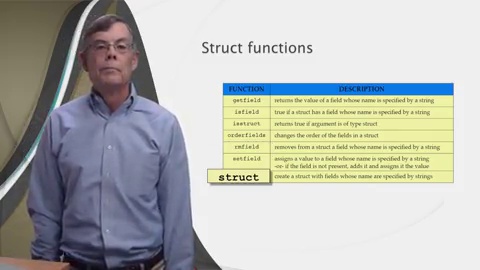 Struct functions
FUNCTION DESCRIPTION
getfield returns the value of a field whose name is specified by a string
isfield true if a struct has a field whose name is specified by a string
isstruct returns true if argument is of type struct
orderfields changes the order of the fields in a struct
rmfield removes from a struct a field whose name is specified by a string
setfield assigns a value to a field whose name is specified by a string
-or- if the field is not present, adds it and assigns it the value
struct create a struct with fields whose name are specified by strings